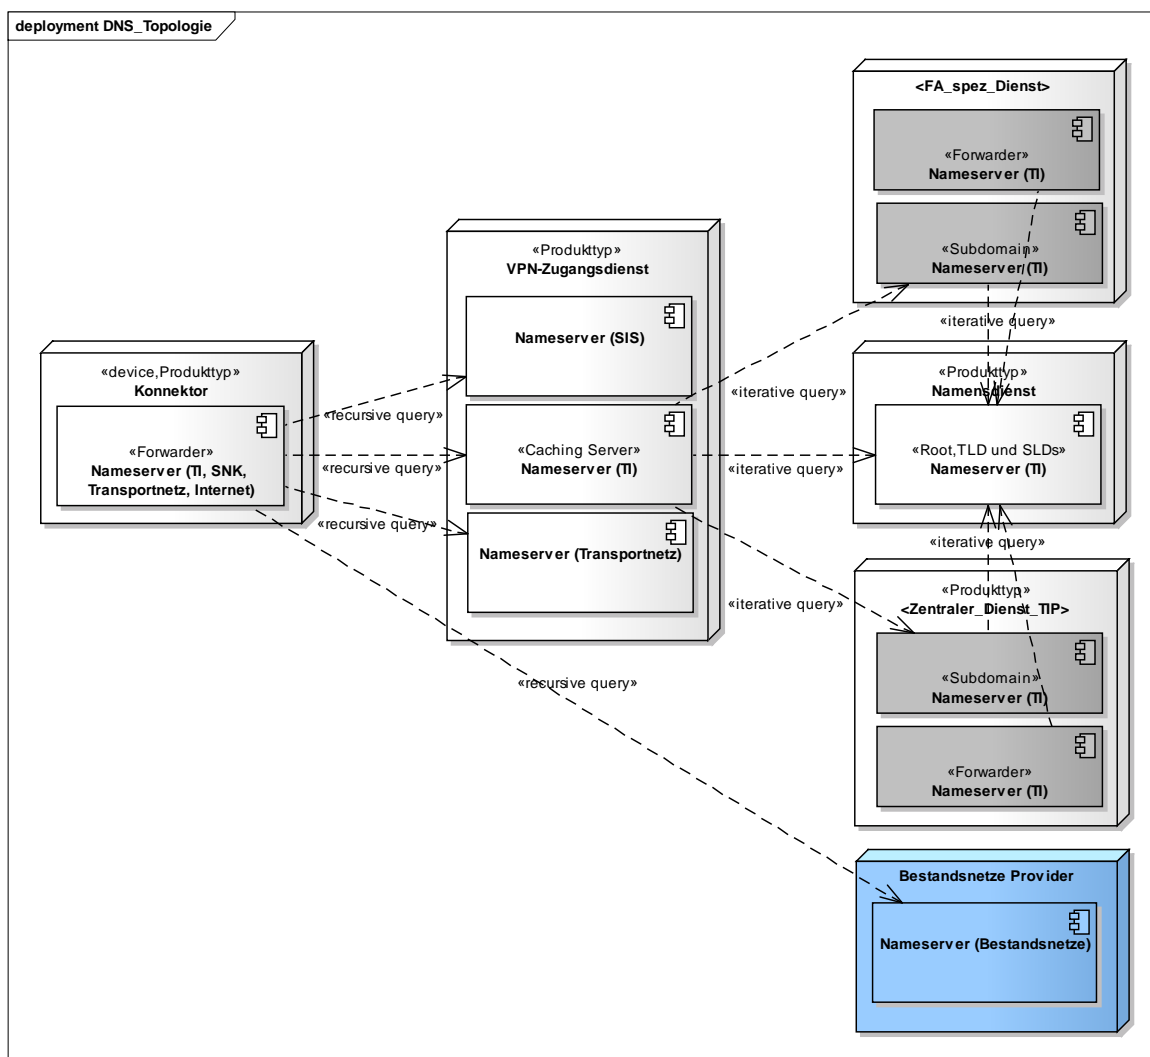 deployment DNS_Topologie
<FA_spez_Dienst>
«Forwarder»
Nameserver (TI)
«Subdomain»
Nameserver (TI)
«iterative query»
«Produkttyp»
VPN-Zugangsdienst
Nameserver (SIS)
«Caching Server»
Nameserver (TI)
Nameserver (Transportnetz)
«device,Produkttyp»
Konnektor
«Forwarder»
Nameserver (TI, SNK,
Transportnetz, Internet)
«recursive query»
«recursive query»
«recursive query»
«recursive query»
«iterative query»
«iterative query»
«iterative query»
«Produkttyp»
Namensdienst
«Root,TLD und SLDs»
Nameserver (TI)
«iterative query»
«Produkttyp»
<Zentraler_Dienst_TIP>
«Subdomain»
Nameserver (TI)
«Forwarder»
Nameserver (TI)
Bestandsnetze Provider
Nameserver (Bestandsnetze)